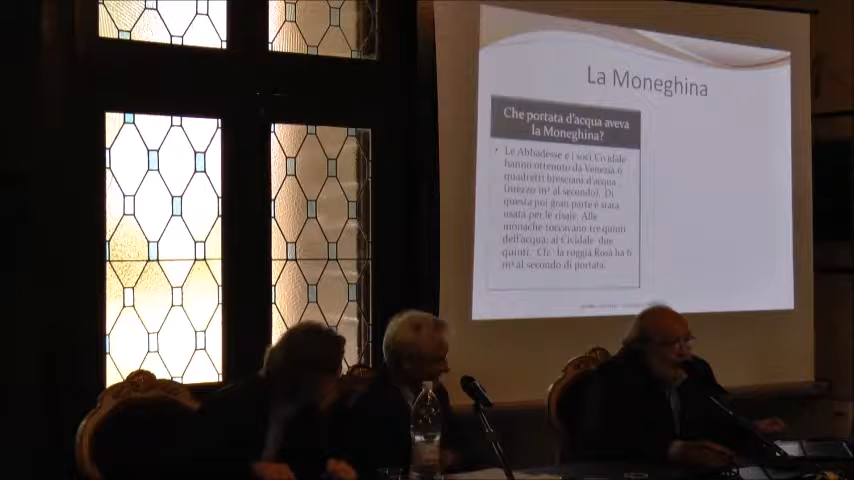 La Moneghina
Che portata d'acqua aveva
la Moneghina?
• Le Abbadesse e i soci Cividale
hanno ottenuto da Venezia 6
quadretti bresciani d'acqua
(mezzo m³ al secondo). Di
questa poi gran parte è stata
usata per le risaie. Alle
monache toccavano tre quinti
dell'acqua; ai Cividale due
quinti. Cfr. la roggia Rosà ha 6
m³ al secondo di portata.